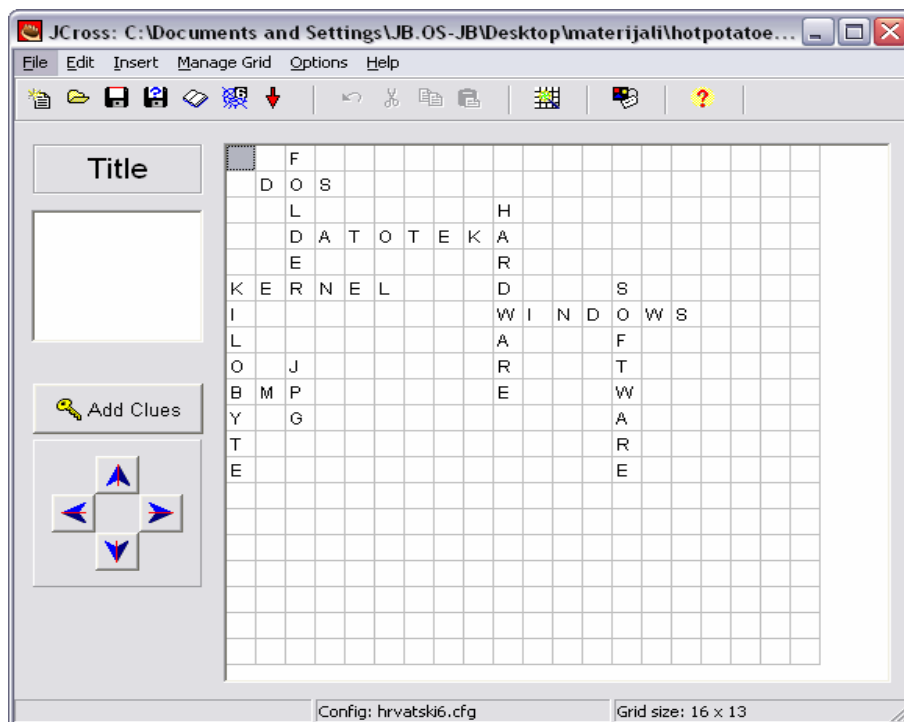 JCross: C:\Documents and Settings\JB.OS-JB\Desktop\materijali\hotpotatoe...
File Edit Insert Manage Grid Options Help
Title
F
D O S
L H
D A T O T E K A
E R
K E R N E L D S
I W I N D O W S
L A F
O J R T
B M P E W
Add Clues
Y G A
T R
E E
Config: hrvatski6.cfg Grid size: 16 x 13